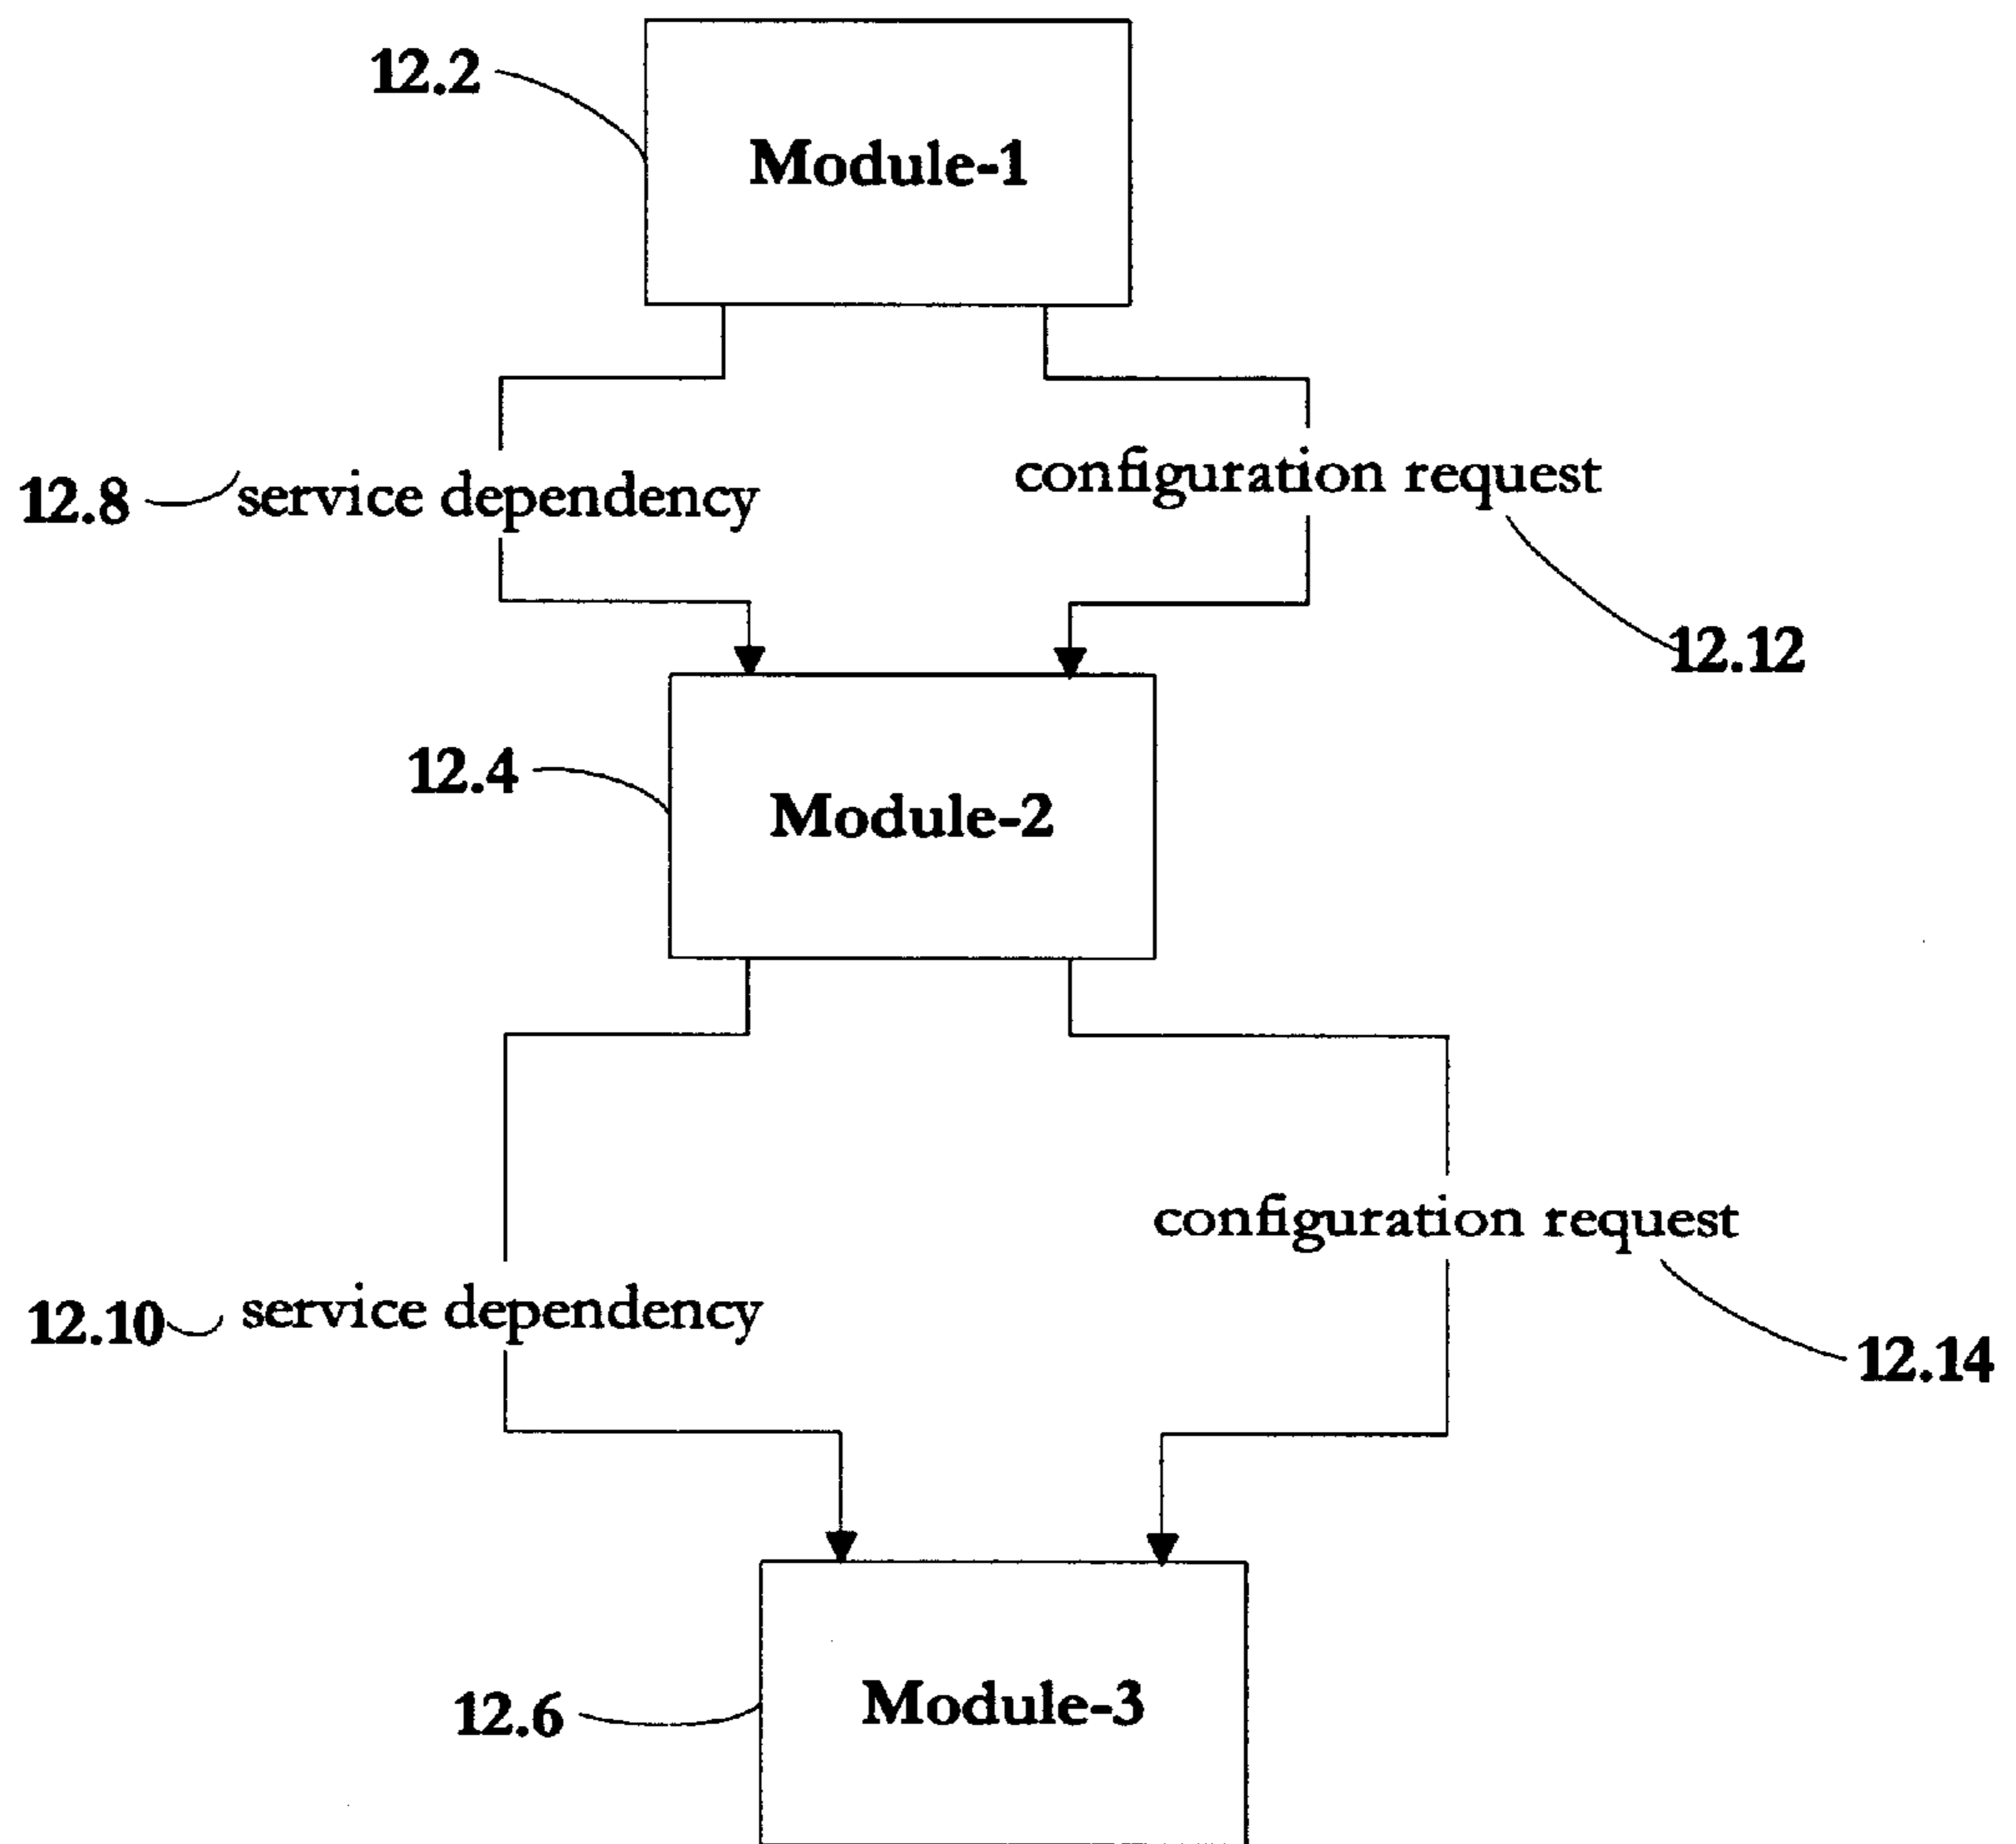 12.2
Module-1
12.8
service dependency
configuration request
12.12
12.4
Module-2
configuration request
12.10
service dependency
12.14
12.6
Module-3